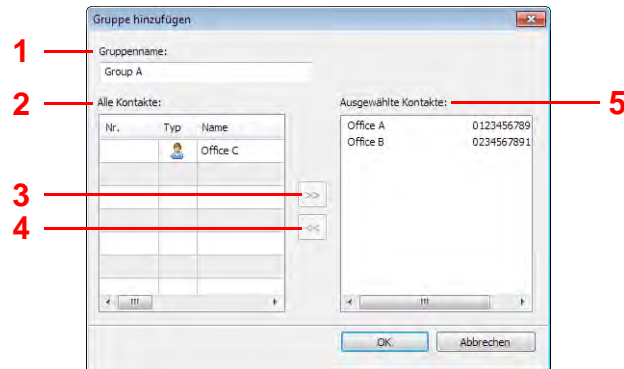 Gruppe hinzufügen
1 Gruppenname:
Group A
2 Alle Kontakte: Ausgewählte Kontakte: 5
Nr. Typ Name
Office C
Office A 0123456789
Office B 0234567891
3 >>
4 <<
OK Abbrechen